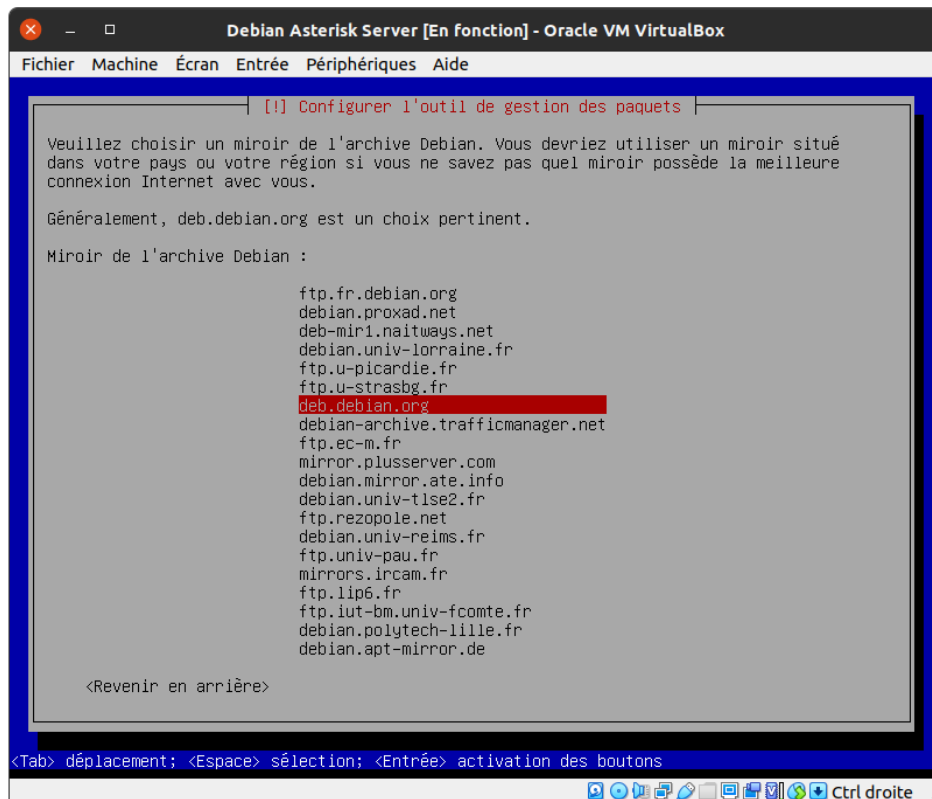 Debian Asterisk Server [En fonction] - Oracle VM VirtualBox
Fichier Machine Écran Entrée Périphériques Aide
[!] Configurer l'outil de gestion des paquets
Veuillez choisir un miroir de l'archive Debian. Vous devriez utiliser un miroir situé
dans votre pays ou votre région si vous ne savez pas quel miroir possède la meilleure
connexion Internet avec vous.
Généralement, deb.debian.org est un choix pertinent.
Miroir de l'archive Debian :
ftp.fr.debian.org
debian.proxad.net
deb-mir1.naitways.net
debian.univ-lorraine.fr
ftp.u-picardie.fr
ftp.u-strasbg.fr
deb.debian.org
debian-archive.trafficmanager.net
ftp.ec-m.fr
mirror.plusserver.com
debian.mirror.ate.info
debian.univ-tlse2.fr
ftp.rezopole.net
debian.univ-reims.fr
ftp.univ-pau.fr
mirrors.ircam.fr
ftp.lip6.fr
ftp.iut-bm.univ-fcomte.fr
debian.polytech-lille.fr
debian.apt-mirror.de
<Revenir en arrière>
<Tab> déplacement; <Espace> sélection; <Entrée> activation des boutons
Ctrl droite